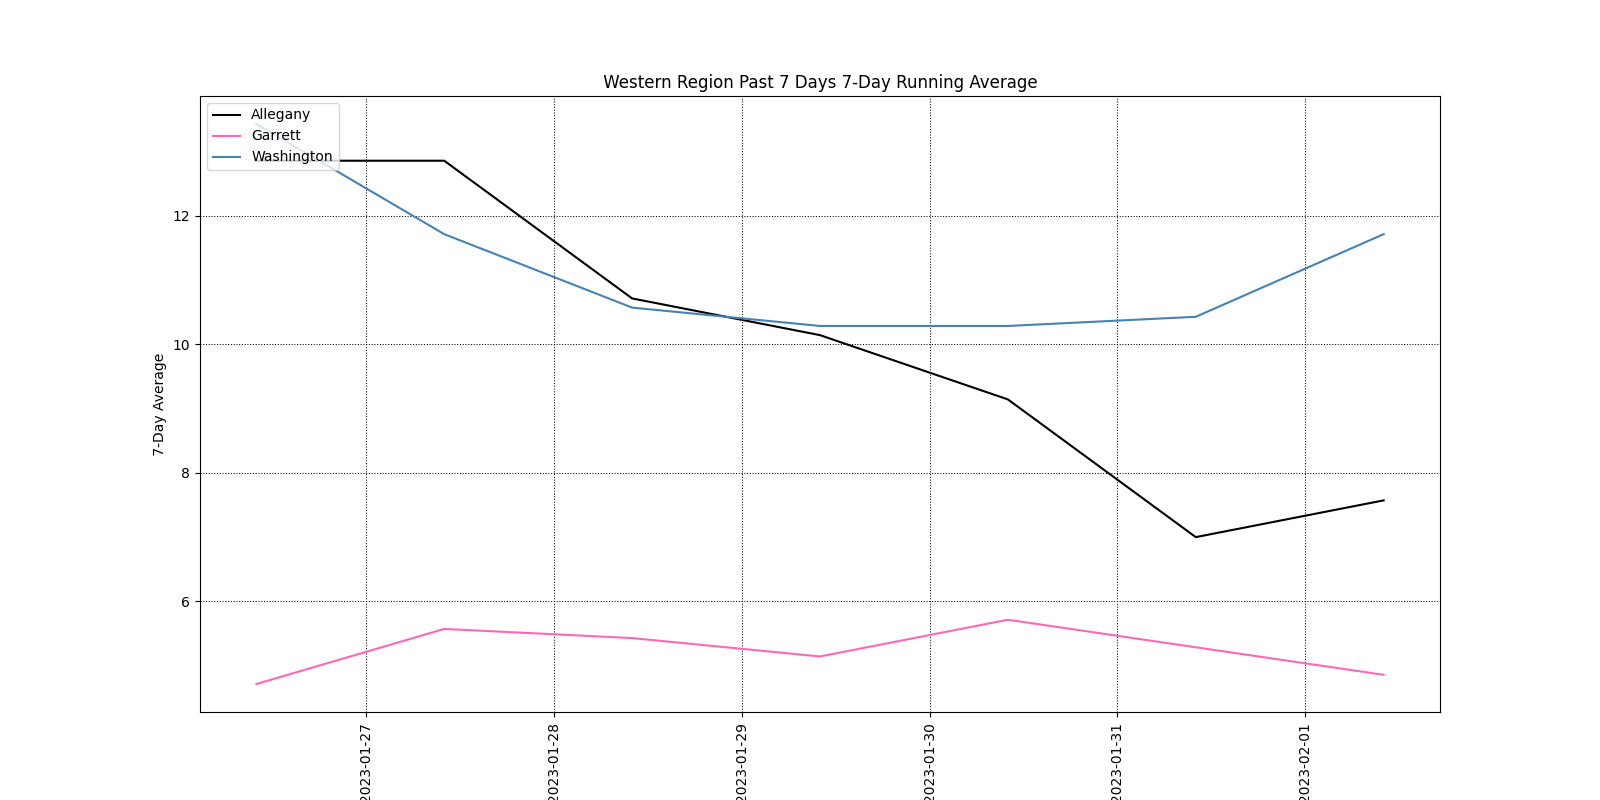 Western Region Past 7 Days 7-Day Running Average
Allegany
Garrett
Washington
12
10
8
6
7-Day Average
2023-01-27
2023-01-28
2023-01-29
2023-01-30
2023-01-31
2023-02-01